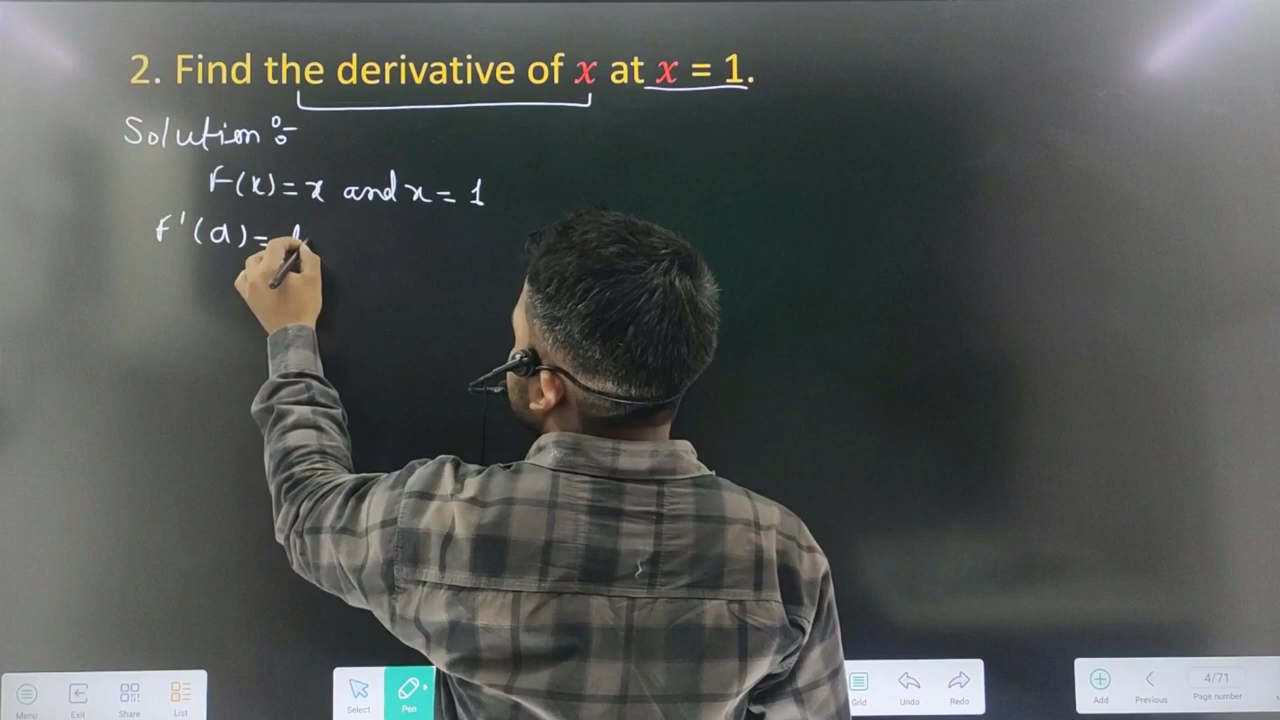 2. Find the derivative of x at x = 1.
Solution :-
F(x) = x and x = 1
F'(a) =
Menu
Exit
Share
List
Select
Pen
Grid
Undo
Redo
Add
Previous
4/71
Page number